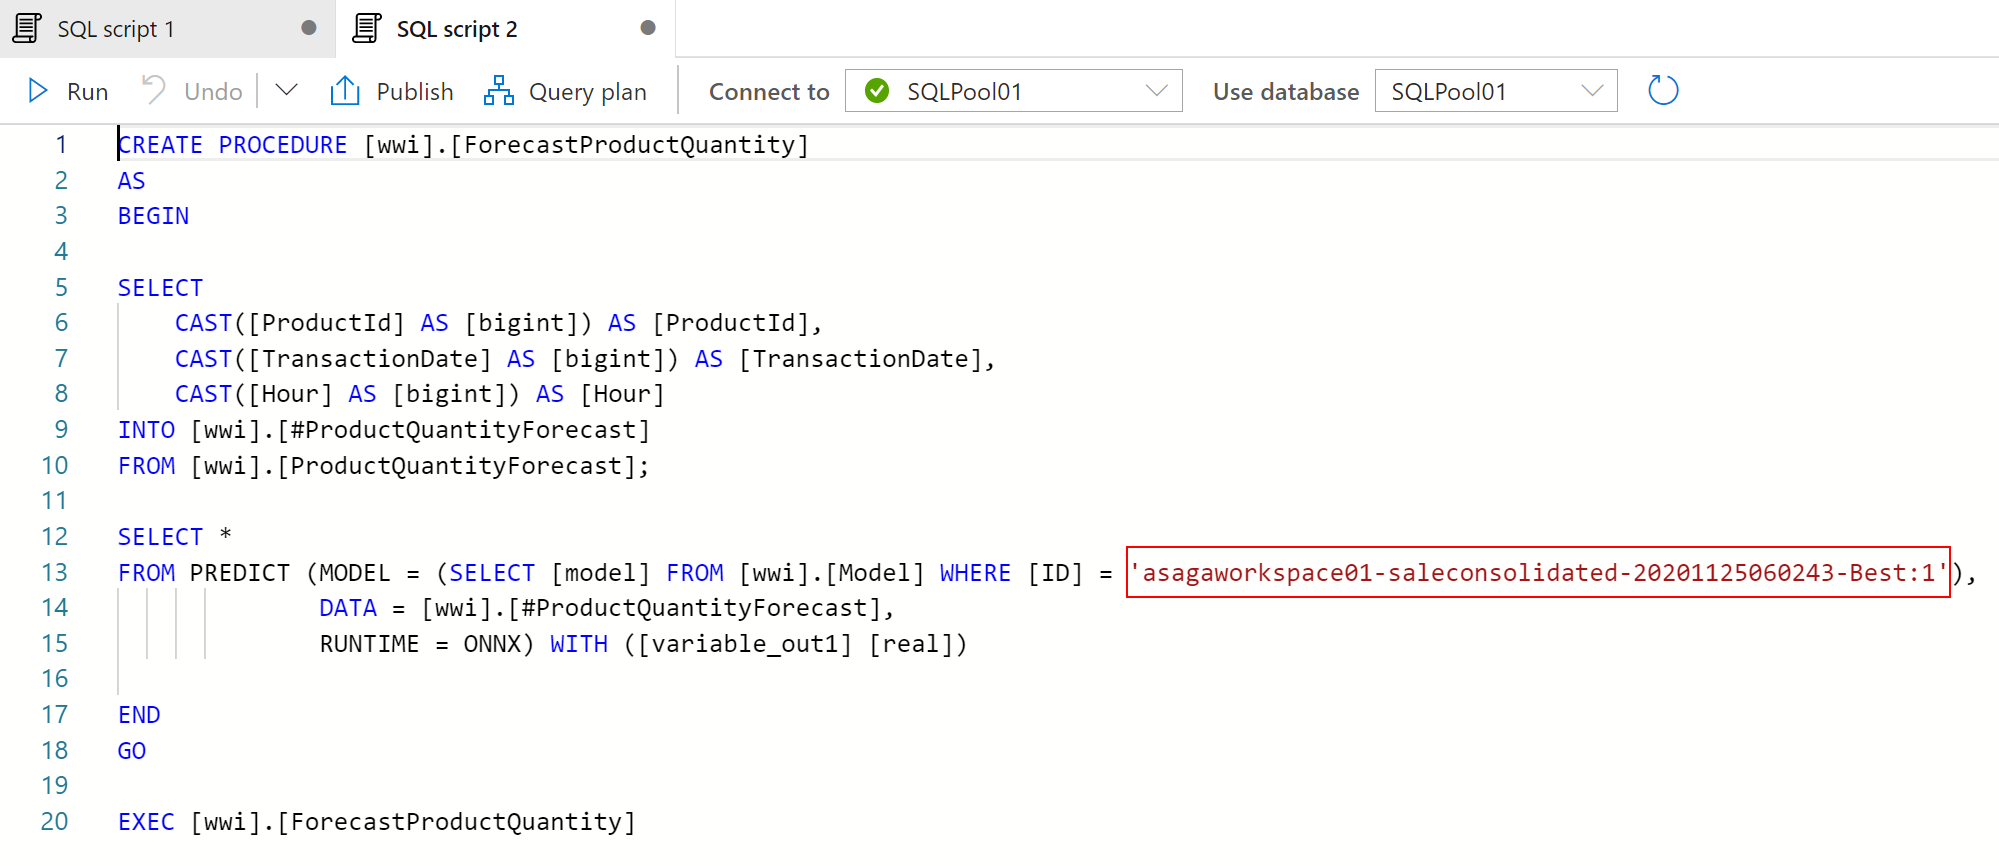 SQL script 1 SQL script 2
Run Undo Publish Query plan Connect to SQLPool01 Use database SQLPool01
1 CREATE PROCEDURE [wwi].[ForecastProductQuantity]
2 AS
3 BEGIN
4
5 SELECT
6 CAST([ProductId] AS [bigint]) AS [ProductId],
7 CAST([TransactionDate] AS [bigint]) AS [TransactionDate],
8 CAST([Hour] AS [bigint]) AS [Hour]
9 INTO [wwi].[#ProductQuantityForecast]
10 FROM [wwi].[ProductQuantityForecast];
11
12 SELECT *
13 FROM PREDICT (MODEL = (SELECT [model] FROM [wwi].[Model] WHERE [ID] = 'asagaworkspace01-saleconsolidated-20201125060243-Best:1'),
14 DATA = [wwi].[#ProductQuantityForecast],
15 RUNTIME = ONNX) WITH ([variable_out1] [real])
16
17 END
18 GO
19
20 EXEC [wwi].[ForecastProductQuantity]